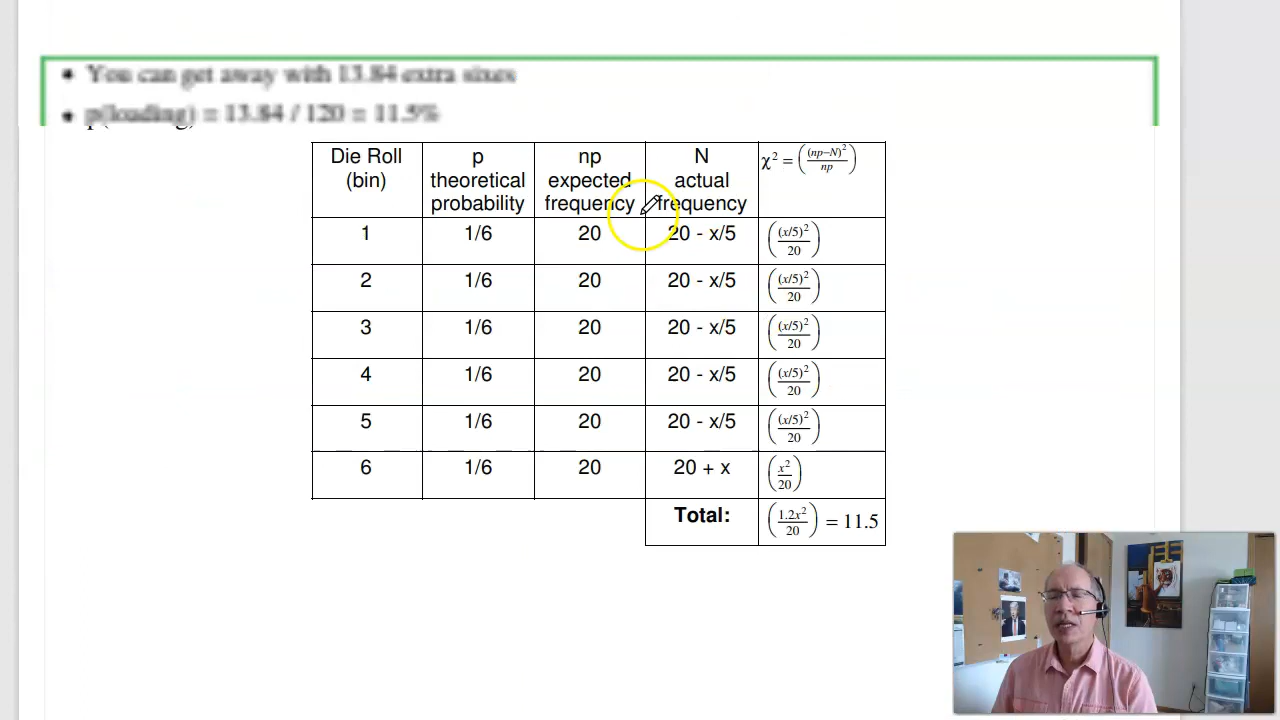 • You can get away with 13.84 extra sixes
• p(loading) = 13.84 / 120 = 11.5%
Die Roll (bin) p theoretical probability np expected frequency N actual frequency χ² = ((np−N)²/np)
1 1/6 20 20 - x/5 ((x/5)²/20)
2 1/6 20 20 - x/5 ((x/5)²/20)
3 1/6 20 20 - x/5 ((x/5)²/20)
4 1/6 20 20 - x/5 ((x/5)²/20)
5 1/6 20 20 - x/5 ((x/5)²/20)
6 1/6 20 20 + x (x²/20)
Total: (1.2x²/20) = 11.5